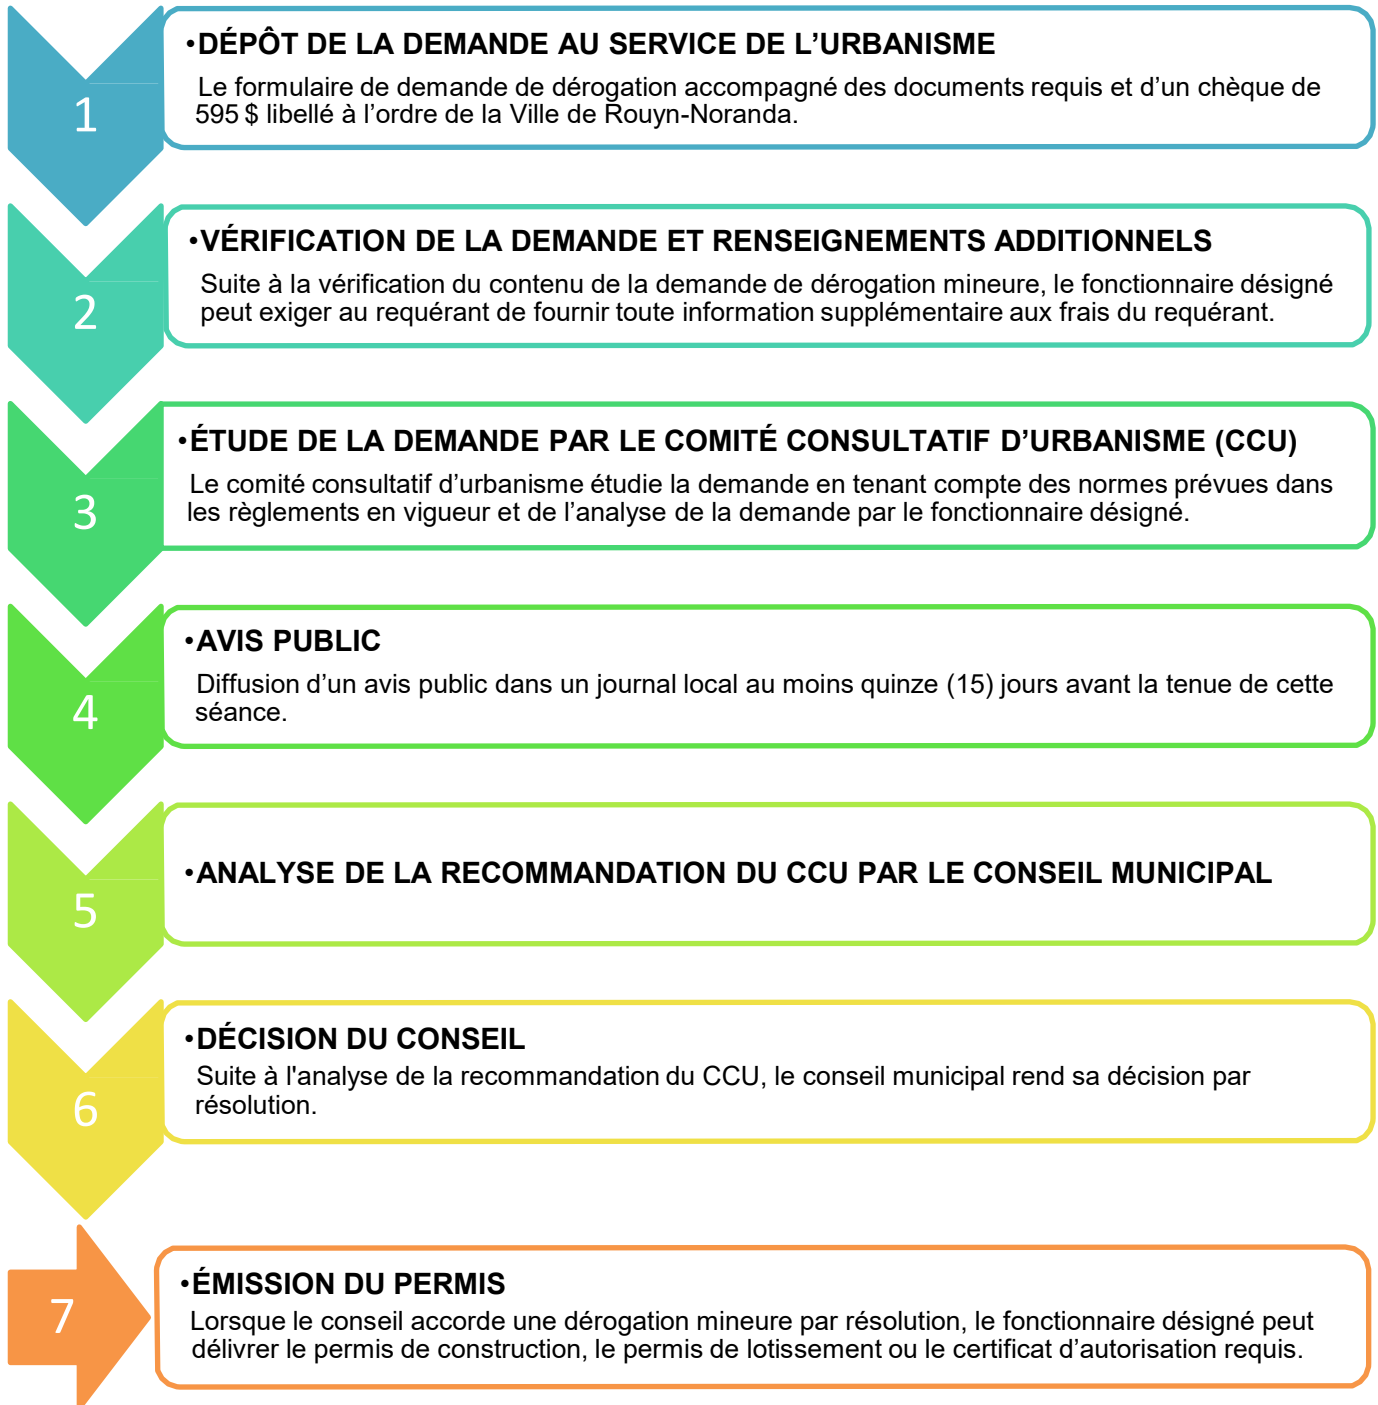 1
•DÉPÔT DE LA DEMANDE AU SERVICE DE L’URBANISME
Le formulaire de demande de dérogation accompagné des documents requis et d’un chèque de
595 $ libellé à l’ordre de la Ville de Rouyn-Noranda.
2
•VÉRIFICATION DE LA DEMANDE ET RENSEIGNEMENTS ADDITIONNELS
Suite à la vérification du contenu de la demande de dérogation mineure, le fonctionnaire désigné
peut exiger au requérant de fournir toute information supplémentaire aux frais du requérant.
3
•ÉTUDE DE LA DEMANDE PAR LE COMITÉ CONSULTATIF D’URBANISME (CCU)
Le comité consultatif d’urbanisme étudie la demande en tenant compte des normes prévues dans
les règlements en vigueur et de l’analyse de la demande par le fonctionnaire désigné.
4
•AVIS PUBLIC
Diffusion d’un avis public dans un journal local au moins quinze (15) jours avant la tenue de cette
séance.
5
•ANALYSE DE LA RECOMMANDATION DU CCU PAR LE CONSEIL MUNICIPAL
6
•DÉCISION DU CONSEIL
Suite à l'analyse de la recommandation du CCU, le conseil municipal rend sa décision par
résolution.
7
•ÉMISSION DU PERMIS
Lorsque le conseil accorde une dérogation mineure par résolution, le fonctionnaire désigné peut
délivrer le permis de construction, le permis de lotissement ou le certificat d’autorisation requis.